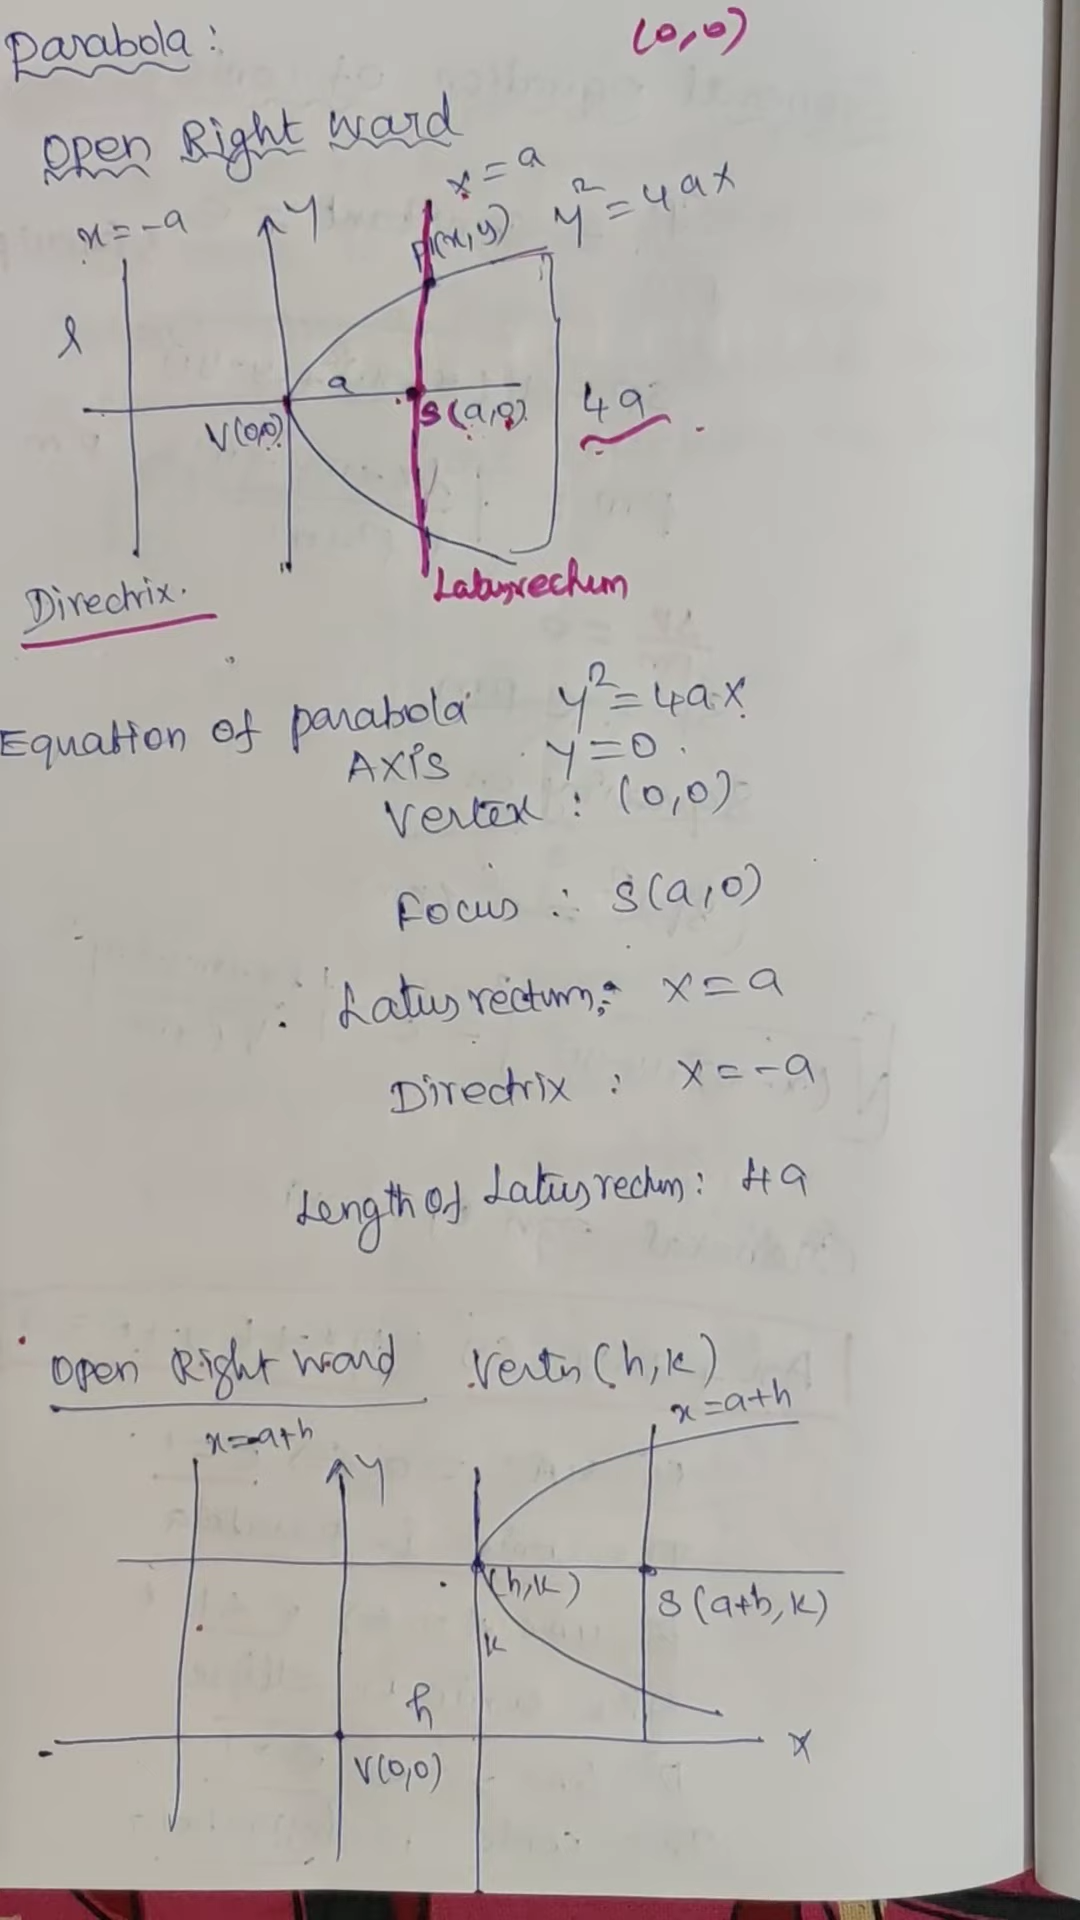 Parabola :
(0,0)
Open Right ward
x = a
y² = 4ax
x = -a
Y
P(x,y)
l
a
V(0,0)
S(a,0)
4a
Directrix.
Latusrectum
Equation of parabola y² = 4ax
AXIS y = 0
Vertex : (0,0)
Focus : S(a,0)
Latus rectum : x = a
Directrix : x = -a
Length of Latus rectum : 4a
Open Right ward Vertex (h,k)
x = a+h
x = -a+h
Y
(h,k)
S (a+h, k)
k
h
X
V(0,0)